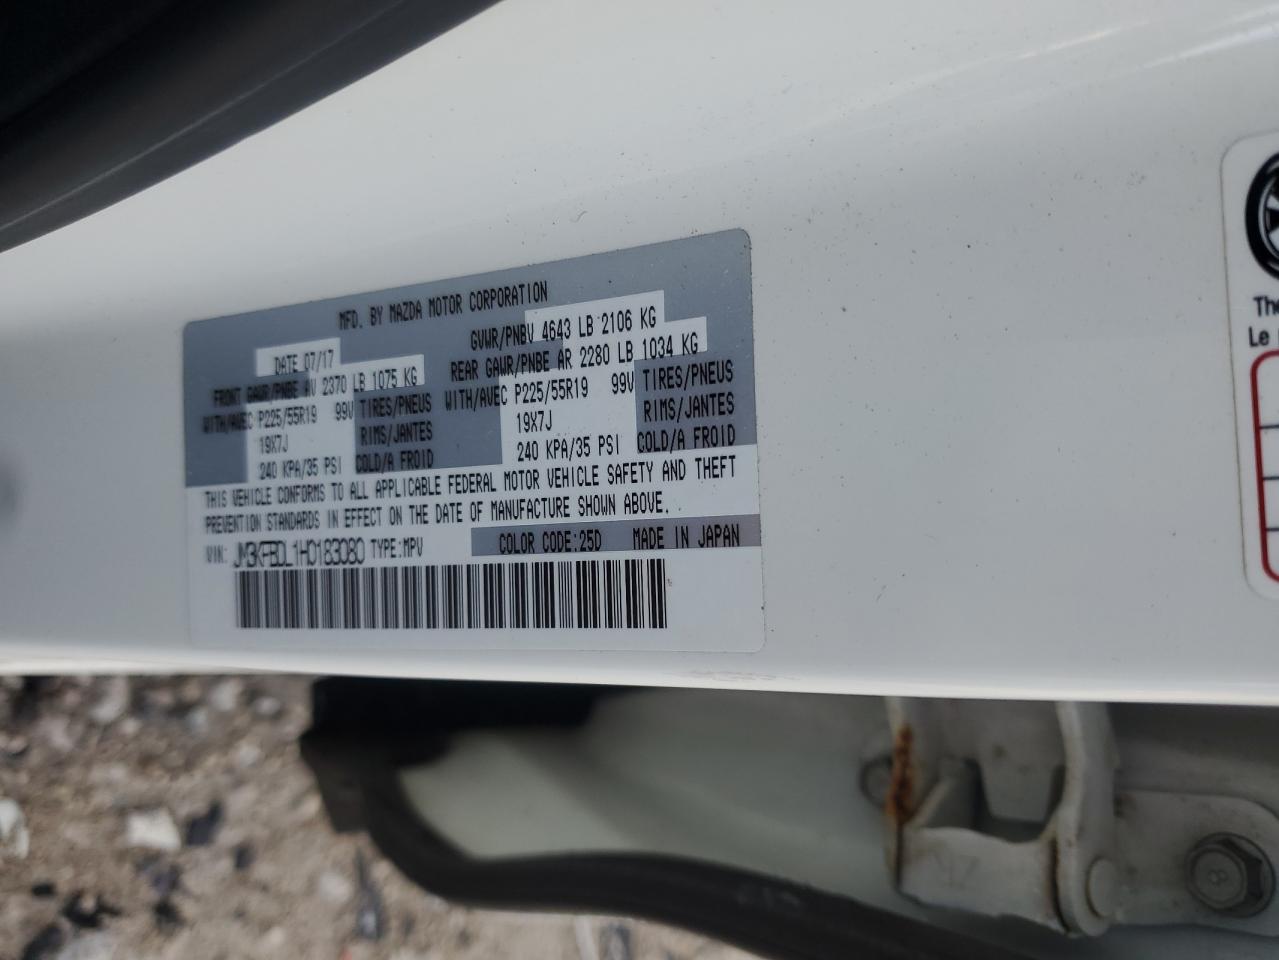 MFD. BY MAZDA MOTOR CORPORATION
DATE 07/17
GVWR/PNBV 4643 LB 2106 KG
FRONT GAWR/PNBE AV 2370 LB 1075 KG
REAR GAWR/PNBE AR 2280 LB 1034 KG
WITH/AVEC P225/55R19 99V TIRES/PNEUS
WITH/AVEC P225/55R19 99V TIRES/PNEUS
19X7J RIMS/JANTES
19X7J RIMS/JANTES
240 KPA/35 PSI COLD/A FROID
240 KPA/35 PSI COLD/A FROID
THIS VEHICLE CONFORMS TO ALL APPLICABLE FEDERAL MOTOR VEHICLE SAFETY AND THEFT
PREVENTION STANDARDS IN EFFECT ON THE DATE OF MANUFACTURE SHOWN ABOVE.
VIN: JM3KFBDL1H0183080 TYPE:MPV
COLOR CODE:25D MADE IN JAPAN
The
Le
8